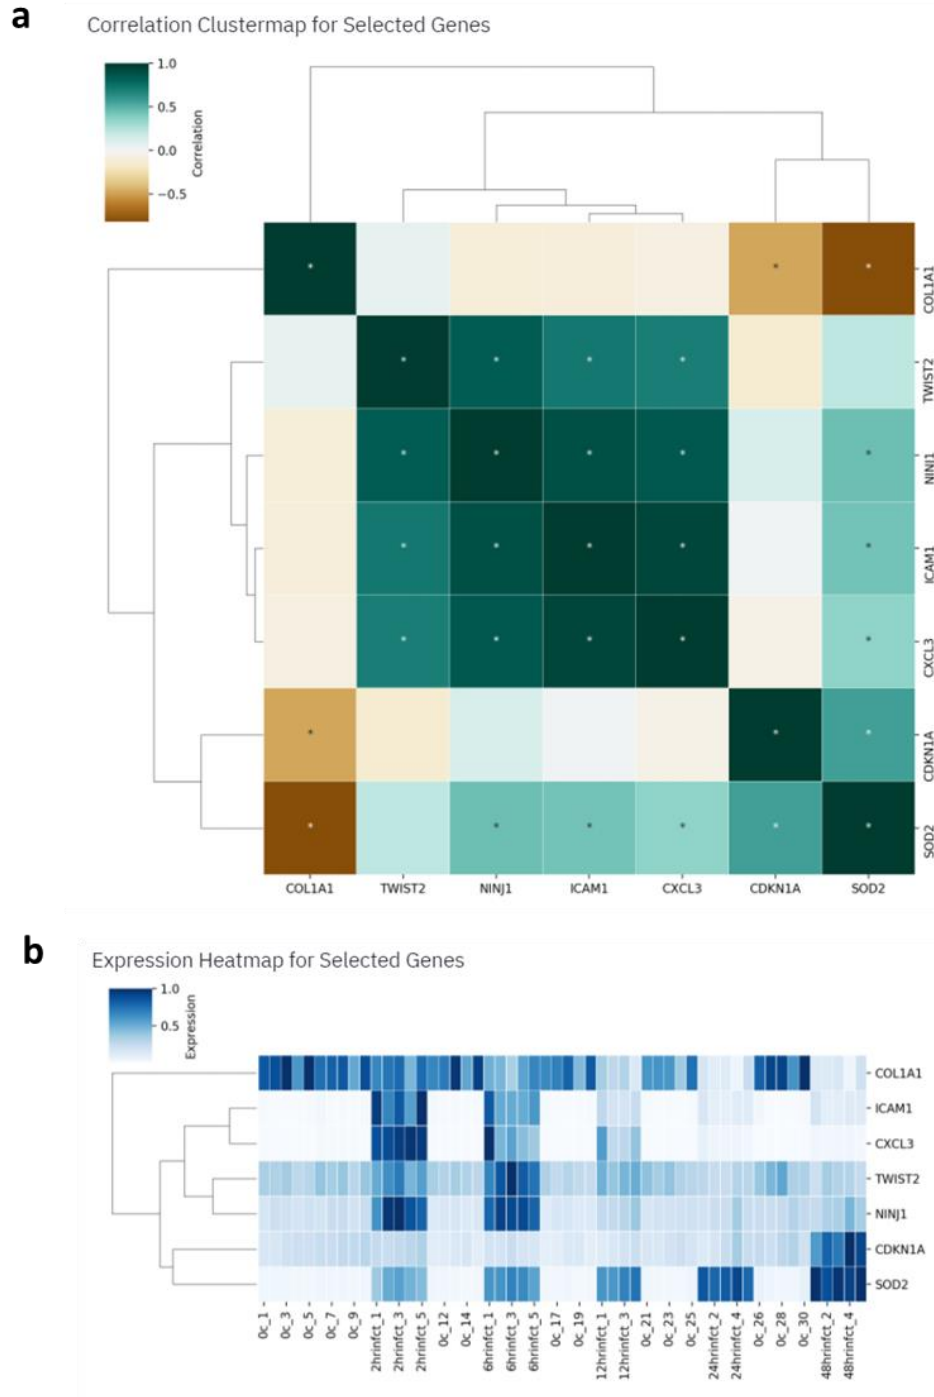 a
Correlation Clustermap for Selected Genes
1.0
0.5
0.0
−0.5
Correlation
COL1A1
TWIST2
NINJ1
ICAM1
CXCL3
CDKN1A
SOD2
COL1A1 TWIST2 NINJ1 ICAM1 CXCL3 CDKN1A SOD2
b
Expression Heatmap for Selected Genes
1.0
0.5
Expression
COL1A1
ICAM1
CXCL3
TWIST2
NINJ1
CDKN1A
SOD2
0c_1 0c_3 0c_5 0c_7 0c_9 2hrinfct_1 2hrinfct_3 2hrinfct_5 0c_12 0c_14 6hrinfct_1 6hrinfct_3 6hrinfct_5 0c_17 0c_19 12hrinfct_1 12hrinfct_3 0c_21 0c_23 0c_25 24hrinfct_2 24hrinfct_4 0c_26 0c_28 0c_30 48hrinfct_2 48hrinfct_4